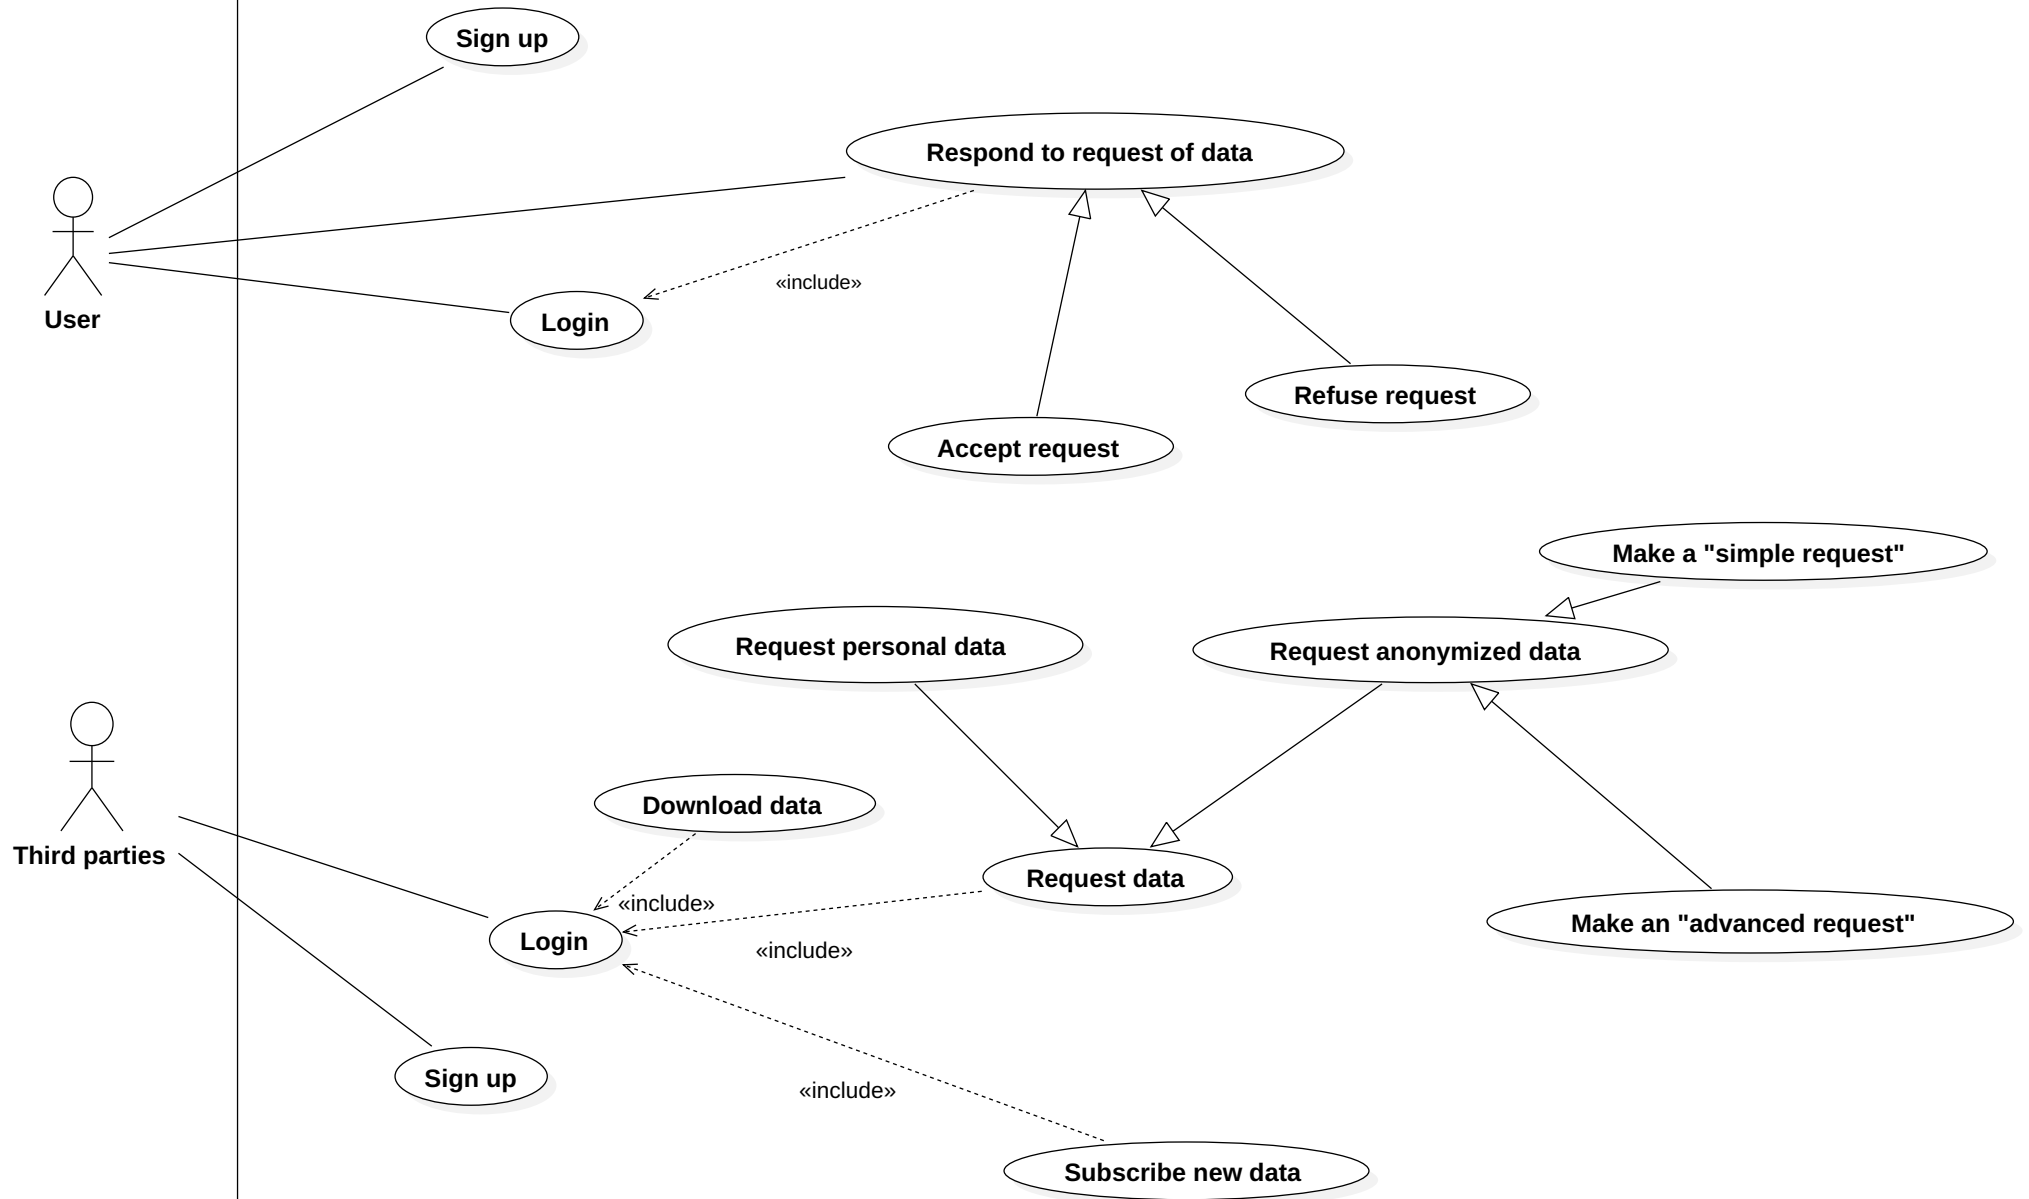 Sign up
Respond to request of data
«include»
User
Login
Refuse request
Accept request
Make a "simple request"
Request personal data
Request anonymized data
Download data
Third parties
Request data
«include»
Make an "advanced request"
Login
«include»
Sign up
«include»
Subscribe new data